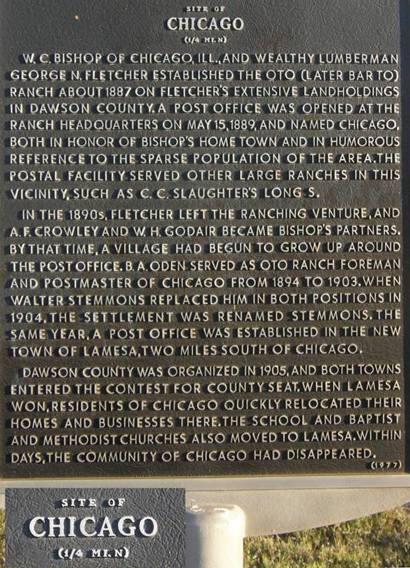 SITE OF
CHICAGO
(1/4 MI. N)
W. C. BISHOP OF CHICAGO, ILL., AND WEALTHY LUMBERMAN
GEORGE N. FLETCHER ESTABLISHED THE OTO (LATER BAR TO)
RANCH ABOUT 1887 ON FLETCHER'S EXTENSIVE LANDHOLDINGS
IN DAWSON COUNTY. A POST OFFICE WAS OPENED AT THE
RANCH HEADQUARTERS ON MAY 15, 1889, AND NAMED CHICAGO,
BOTH IN HONOR OF BISHOP'S HOME TOWN AND IN HUMOROUS
REFERENCE TO THE SPARSE POPULATION OF THE AREA. THE
POSTAL FACILITY SERVED OTHER LARGE RANCHES IN THIS
VICINITY, SUCH AS C. C. SLAUGHTER'S LONG S.
IN THE 1890s, FLETCHER LEFT THE RANCHING VENTURE, AND
A. F. CROWLEY AND W. H. GODAIR BECAME BISHOP'S PARTNERS.
BY THAT TIME, A VILLAGE HAD BEGUN TO GROW UP AROUND
THE POST OFFICE. B. A. ODEN SERVED AS OTO RANCH FOREMAN
AND POSTMASTER OF CHICAGO FROM 1894 TO 1903. WHEN
WALTER STEMMONS REPLACED HIM IN BOTH POSITIONS IN
1904, THE SETTLEMENT WAS RENAMED STEMMONS. THE
SAME YEAR, A POST OFFICE WAS ESTABLISHED IN THE NEW
TOWN OF LAMESA, TWO MILES SOUTH OF CHICAGO.
DAWSON COUNTY WAS ORGANIZED IN 1905, AND BOTH TOWNS
ENTERED THE CONTEST FOR COUNTY SEAT. WHEN LAMESA
WON, RESIDENTS OF CHICAGO QUICKLY RELOCATED THEIR
HOMES AND BUSINESSES THERE. THE SCHOOL AND BAPTIST
AND METHODIST CHURCHES ALSO MOVED TO LAMESA. WITHIN
DAYS, THE COMMUNITY OF CHICAGO HAD DISAPPEARED.
(1977)
SITE OF
CHICAGO
(1/4 MI. N)